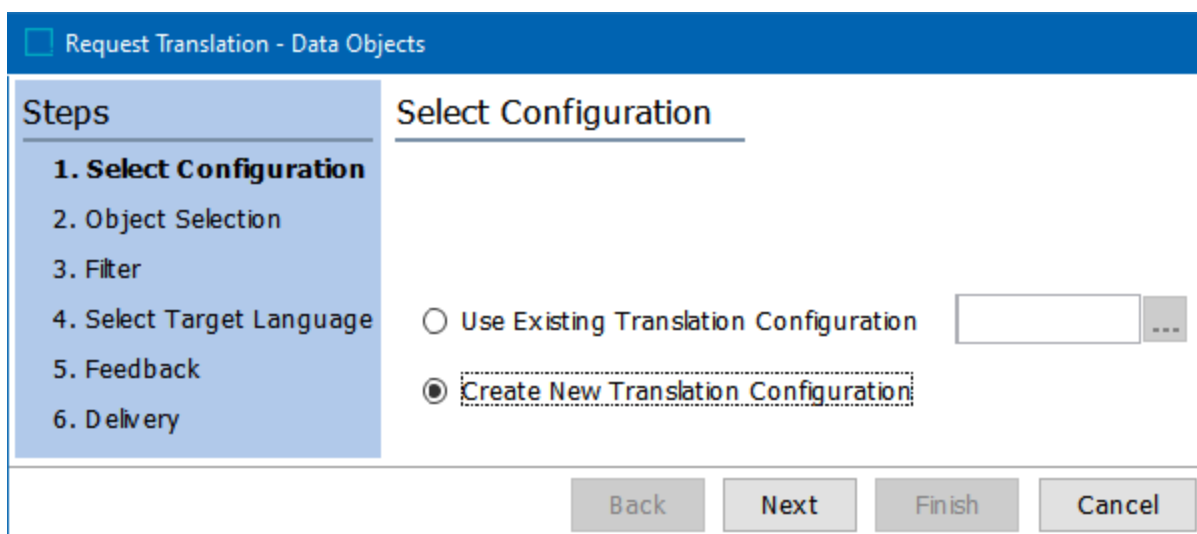 Request Translation - Data Objects
Steps
1. Select Configuration
2. Object Selection
3. Filter
4. Select Target Language
5. Feedback
6. Delivery
Select Configuration
Use Existing Translation Configuration
...
Create New Translation Configuration
Back
Next
Finish
Cancel